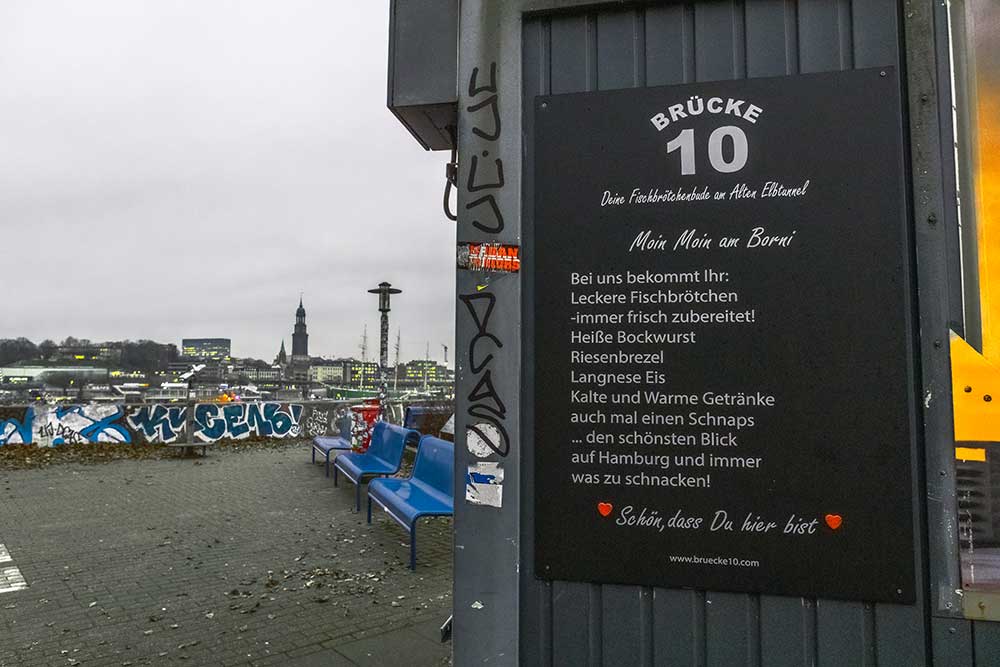 BRÜCKE
10
Deine Fischbrötchenbude am Alten Elbtunnel
Moin Moin am Borni
Bei uns bekommt Ihr:
Leckere Fischbrötchen
-immer frisch zubereitet!
Heiße Bockwurst
Riesenbrezel
Langnese Eis
Kalte und Warme Getränke
auch mal einen Schnaps
... den schönsten Blick
auf Hamburg und immer
was zu schnacken!
Schön,dass Du hier bist
www.bruecke10.com